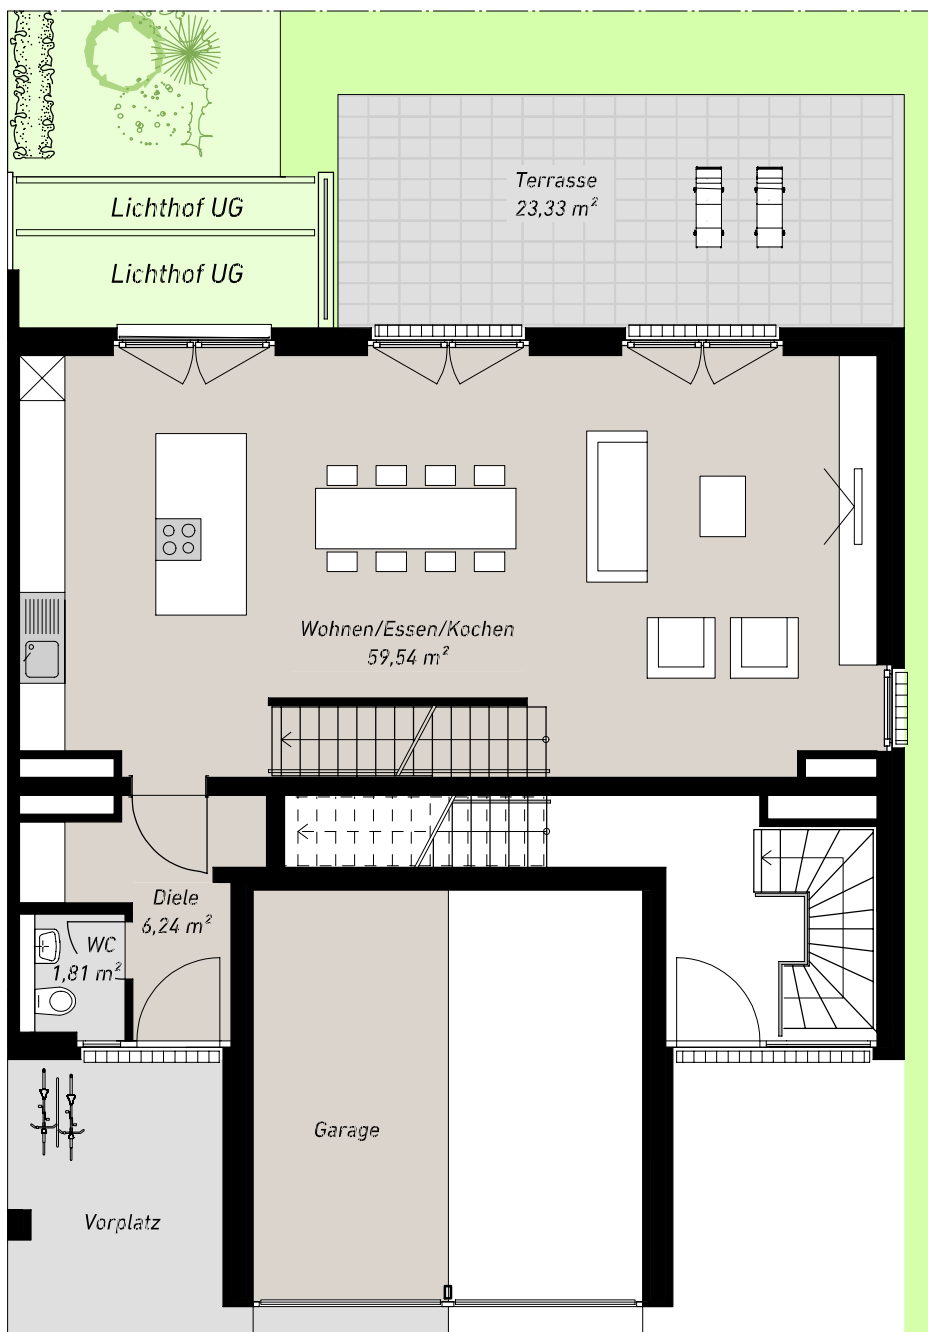 Lichthof UG
Lichthof UG
Terrasse
23,33 m²
Wohnen/Essen/Kochen
59,54 m²
Diele
6,24 m²
WC
1,81 m²
Garage
Vorplatz